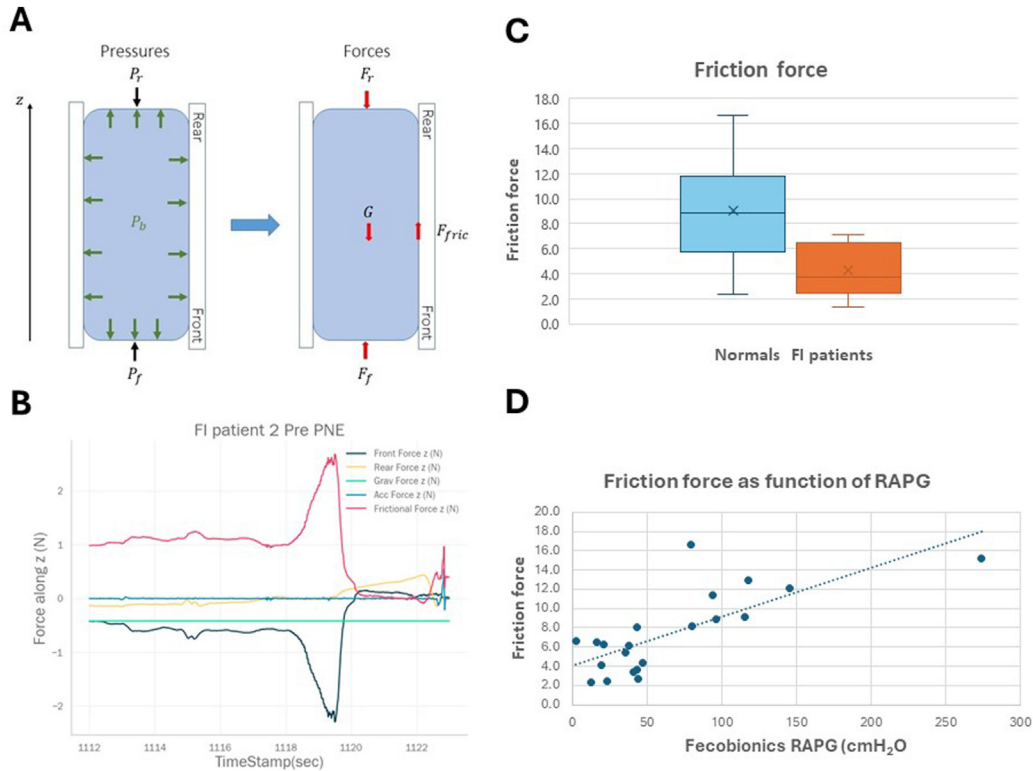 A
Pressures
Forces
P_r
F_r
z
Rear
Rear
P_b
G
F_fric
Front
Front
P_f
F_f
B
FI patient 2 Pre PNE
Front Force z (N)
Rear Force z (N)
Grav Force z (N)
Acc Force z (N)
Frictional Force z (N)
Force along z (N)
2
1
0
−1
−2
1112 1114 1116 1118 1120 1122
TimeStamp(sec)
C
Friction force
Friction force
18.0
16.0
14.0
12.0
10.0
8.0
6.0
4.0
2.0
0.0
Normals FI patients
D
Friction force as function of RAPG
Friction force
20.0
18.0
16.0
14.0
12.0
10.0
8.0
6.0
4.0
2.0
0.0
0 50 100 150 200 250 300
Fecobionics RAPG (cmH₂O